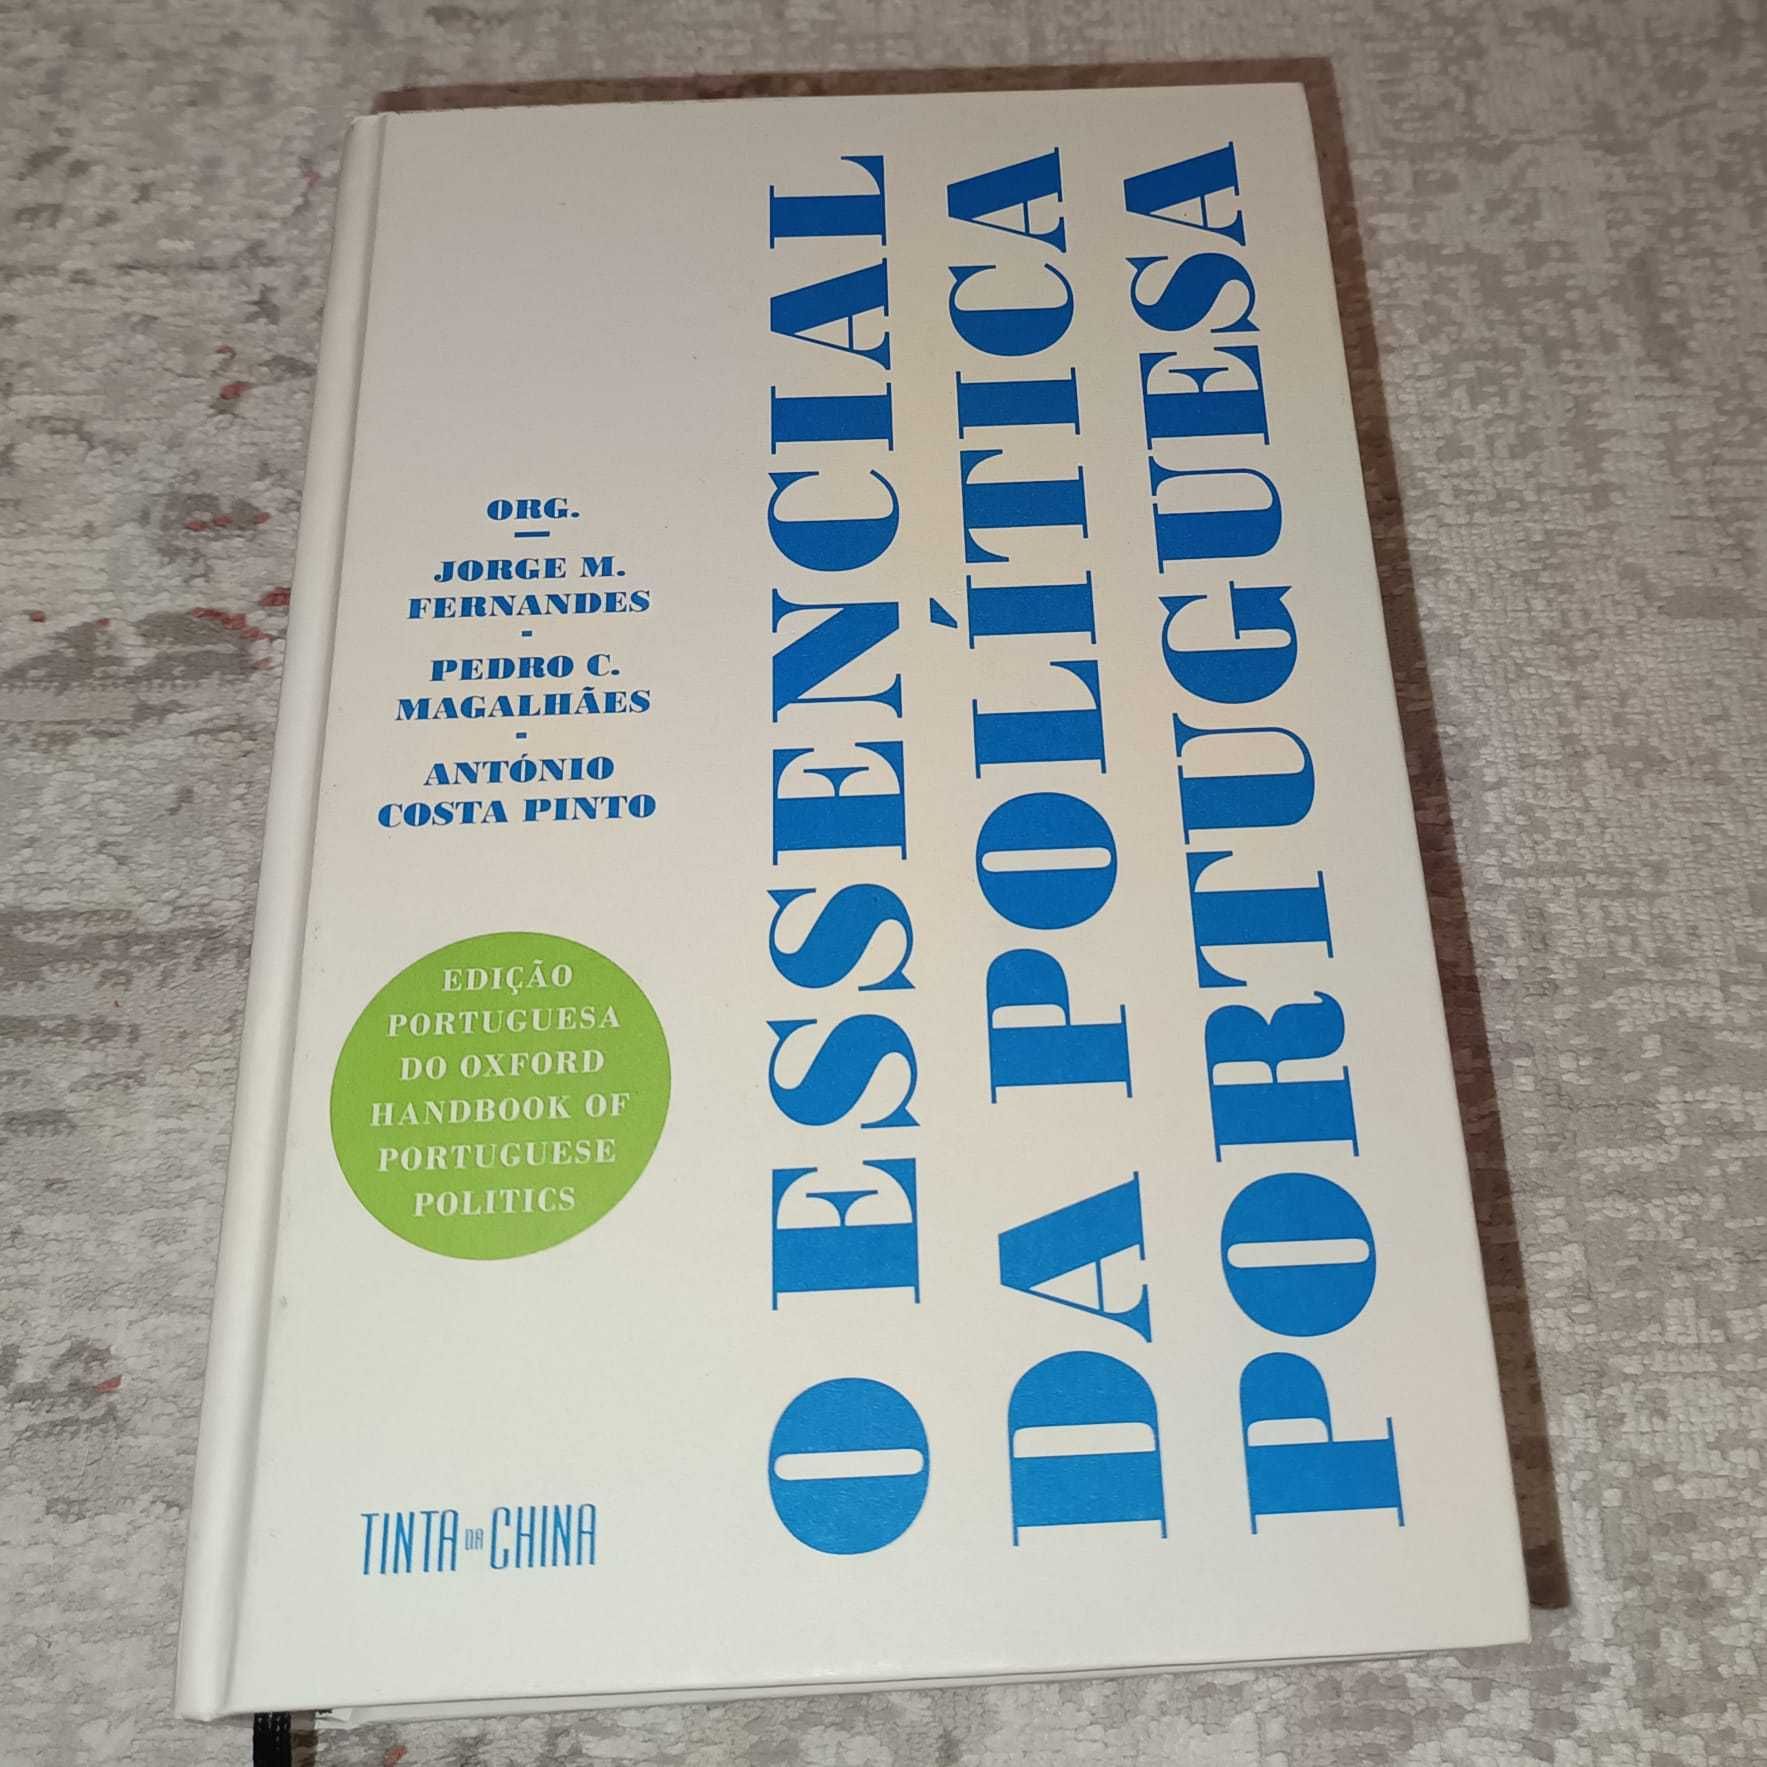 O ESSENCIAL
DA POLÍTICA
PORTUGUESA
ORG.
JORGE M.
FERNANDES
-
PEDRO C.
MAGALHÃES
-
ANTÓNIO
COSTA PINTO
EDIÇÃO
PORTUGUESA
DO OXFORD
HANDBOOK OF
PORTUGUESE
POLITICS
TINTA DA CHINA